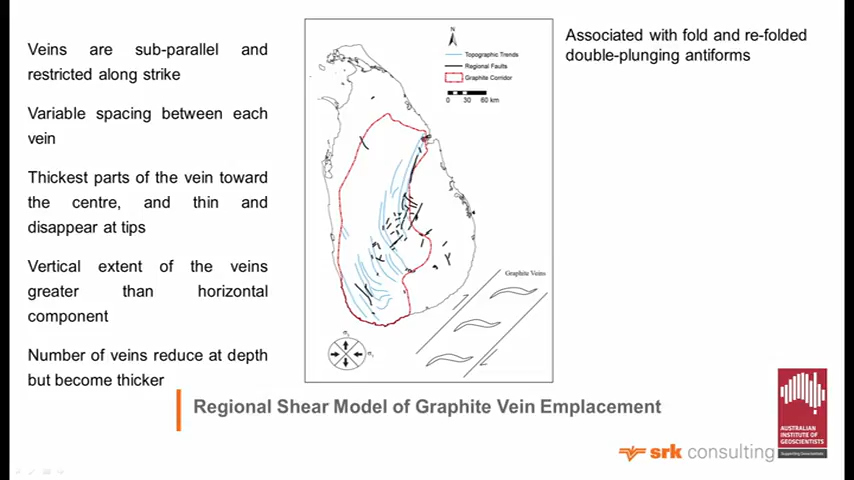 Veins are sub-parallel and
restricted along strike
Variable spacing between each
vein
Thickest parts of the vein toward
the centre, and thin and
disappear at tips
Vertical extent of the veins
greater than horizontal
component
Number of veins reduce at depth
but become thicker
N
Topographic Trends
Regional Faults
Graphite Corridor
0 30 60 km
Graphite Veins
Associated with fold and re-folded
double-plunging antiforms
Regional Shear Model of Graphite Vein Emplacement
AUSTRALIAN
INSTITUTE OF
GEOSCIENTISTS
Supporting Geoscientists
srk consulting